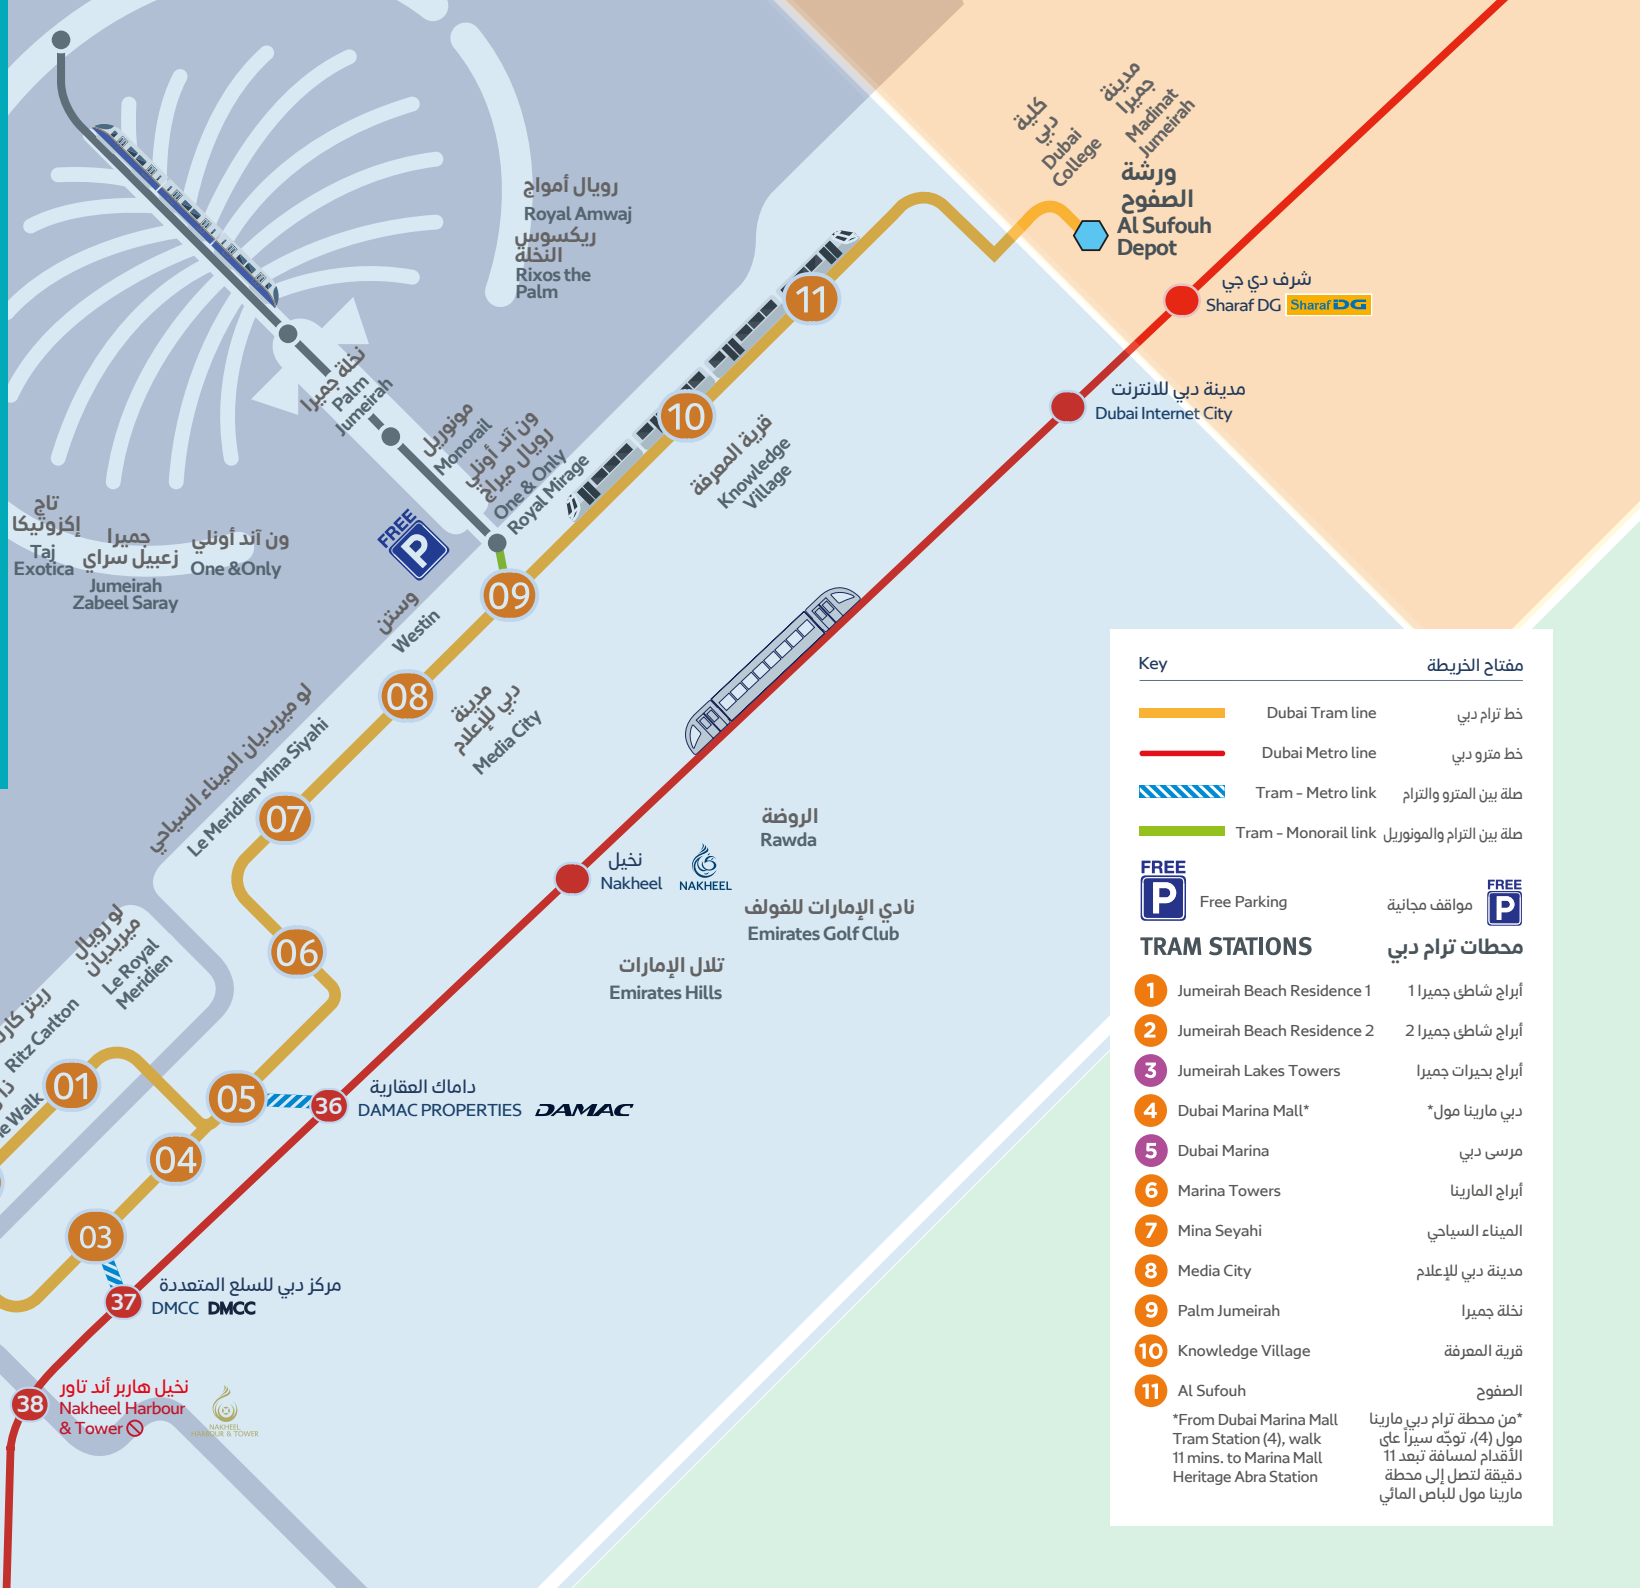 كلية
دبي
Dubai
College
مدينة
جميرا
Madinat
Jumeirah
ورشة
الصفوح
Al Sufouh
Depot
رويال أمواج
Royal Amwaj
ريكسوس
النخلة
Rixos the
Palm
11
شرف دي جي
Sharaf DG Sharaf DG
مدينة دبي للانترنت
Dubai Internet City
نخلة جميرا
Palm
Jumeirah
مونوريل
Monorail
ون آند أونلي
رويال ميراج
One & Only
Royal Mirage
10
قرية المعرفة
Knowledge
Village
تاج
إكزوتيكا
Taj
Exotica
جميرا
زعبيل سراي
Jumeirah
Zabeel Saray
ون آند أونلي
One &Only
FREE
P
09
وستن
Westin
08
مدينة
دبي للإعلام
Media City
لو ميريديان الميناء السياحي
Le Meridien Mina Siyahi
07
الروضة
Rawda
نخيل
Nakheel NAKHEEL
نادي الإمارات للغولف
Emirates Golf Club
تلال الإمارات
Emirates Hills
06
لو رويال
ميريديان
Le Royal
Meridien
Ritz Carlton
Walk
01
05
36
داماك العقارية
DAMAC PROPERTIES DAMAC
04
03
37
مركز دبي للسلع المتعددة
DMCC DMCC
38
نخيل هاربر أند تاور
Nakheel Harbour
& Tower
NAKHEEL
HARBOUR & TOWER
Key مفتاح الخريطة
Dubai Tram line خط ترام دبي
Dubai Metro line خط مترو دبي
Tram - Metro link صلة بين المترو والترام
Tram - Monorail link صلة بين الترام والمونوريل
FREE
P Free Parking مواقف مجانية
FREE
P
TRAM STATIONS محطات ترام دبي
1 Jumeirah Beach Residence 1 أبراج شاطئ جميرا 1
2 Jumeirah Beach Residence 2 أبراج شاطئ جميرا 2
3 Jumeirah Lakes Towers أبراج بحيرات جميرا
4 Dubai Marina Mall* دبي مارينا مول*
5 Dubai Marina مرسى دبي
6 Marina Towers أبراج المارينا
7 Mina Seyahi الميناء السياحي
8 Media City مدينة دبي للإعلام
9 Palm Jumeirah نخلة جميرا
10 Knowledge Village قرية المعرفة
11 Al Sufouh الصفوح
*From Dubai Marina Mall
Tram Station (4), walk
11 mins. to Marina Mall
Heritage Abra Station
*من محطة ترام دبي مارينا
مول (4)، توجّه سيراً على
الأقدام لمسافة تبعد 11
دقيقة لتصل إلى محطة
مارينا مول للباص المائي